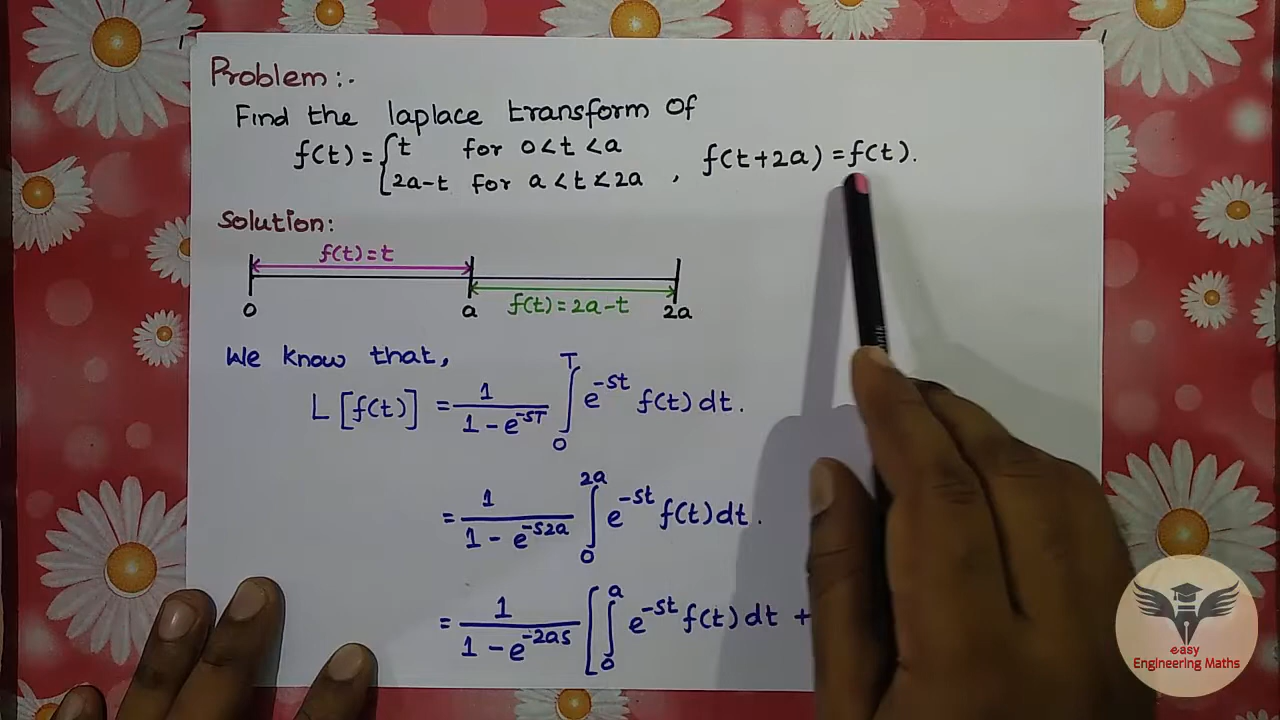 Problem:-
Find the laplace transform of
f(t) = { t for 0 < t < a
{ 2a-t for a < t < 2a , f(t+2a) = f(t).
Solution:
f(t) = t
0 a f(t) = 2a-t 2a
We know that,
L[f(t)] = 1/(1-e^-sT) ∫_0^T e^-st f(t) dt.
= 1/(1-e^-s2a) ∫_0^2a e^-st f(t) dt.
= 1/(1-e^-2as) [ ∫_0^a e^-st f(t) dt +
easy
Engineering Maths